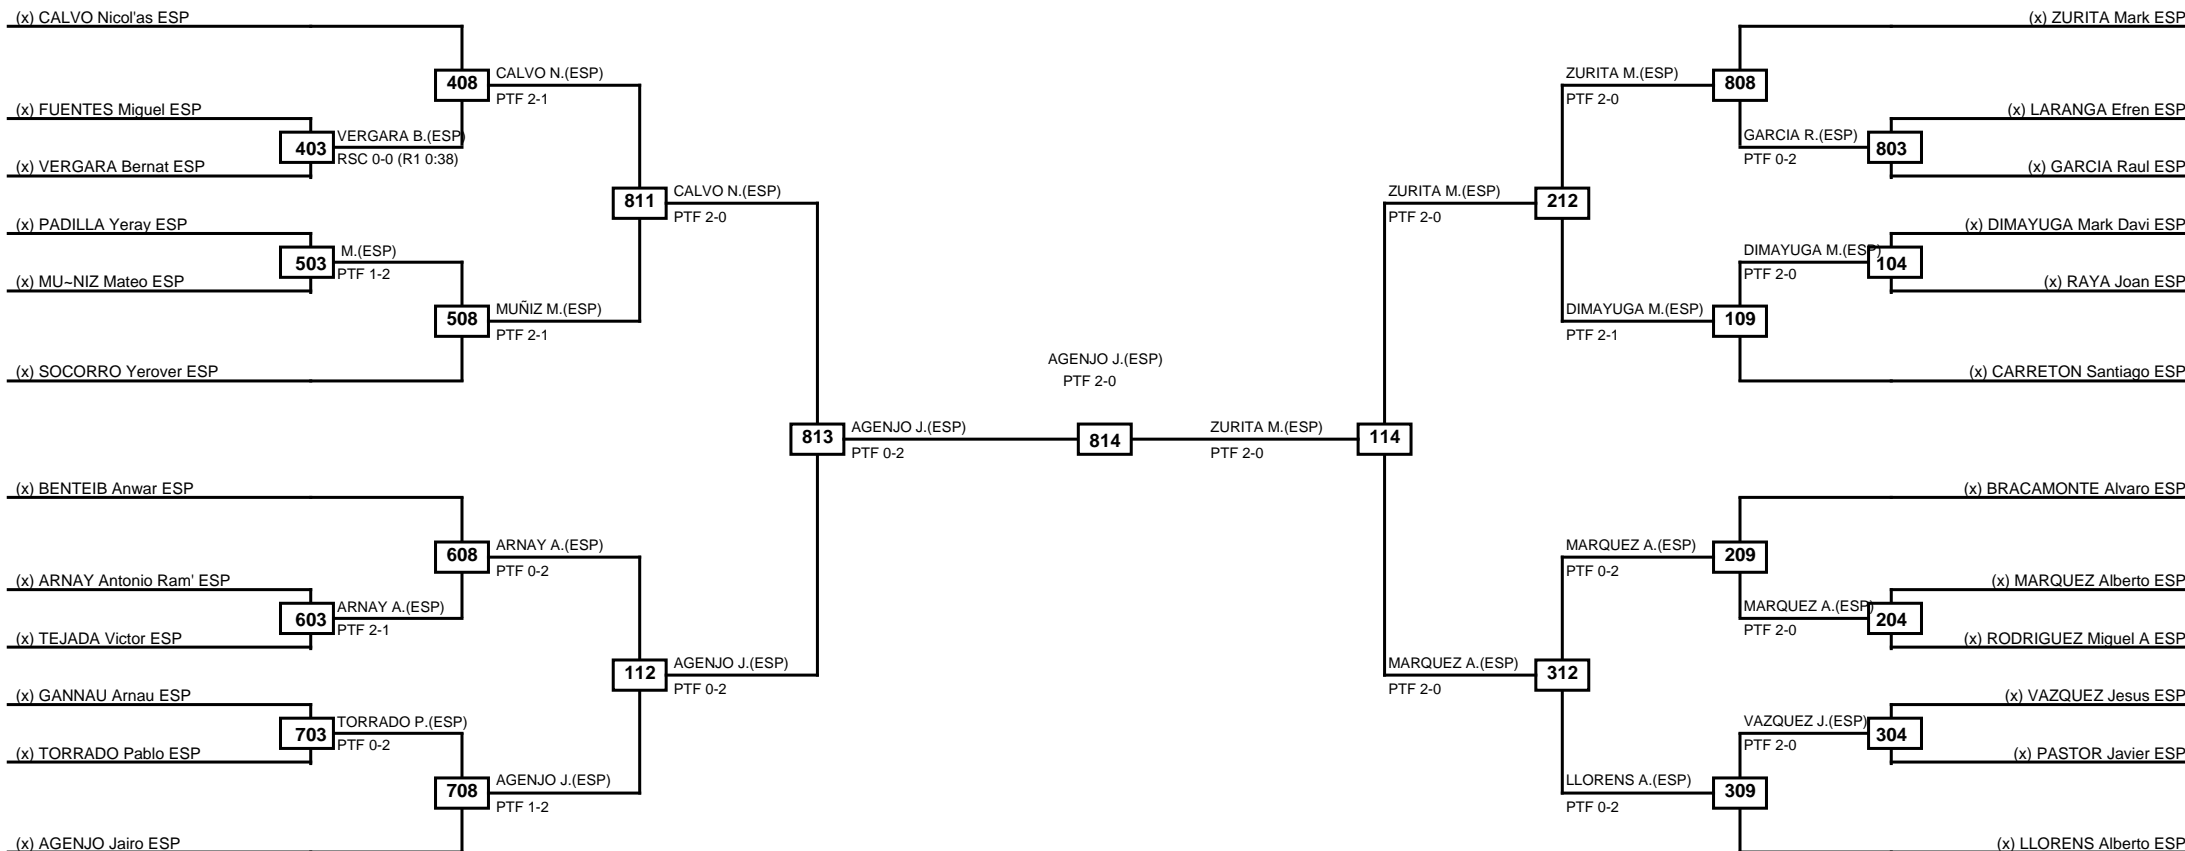 (x) CALVO Nicol'as ESP
(x) ZURITA Mark ESP
408
CALVO N.(ESP)
PTF 2-1
ZURITA M.(ESP)
PTF 2-0
808
(x) FUENTES Miguel ESP
(x) LARANGA Efren ESP
403
VERGARA B.(ESP)
RSC 0-0 (R1 0:38)
GARCIA R.(ESP)
PTF 0-2
803
(x) VERGARA Bernat ESP
(x) GARCIA Raul ESP
811
CALVO N.(ESP)
PTF 2-0
ZURITA M.(ESP)
PTF 2-0
212
(x) PADILLA Yeray ESP
(x) DIMAYUGA Mark Davi ESP
503
M.(ESP)
PTF 1-2
DIMAYUGA M.(ESP)
PTF 2-0
104
(x) MU~NIZ Mateo ESP
(x) RAYA Joan ESP
508
MUÑIZ M.(ESP)
PTF 2-1
DIMAYUGA M.(ESP)
PTF 2-1
109
(x) SOCORRO Yerover ESP
(x) CARRETON Santiago ESP
AGENJO J.(ESP)
PTF 2-0
813
AGENJO J.(ESP)
PTF 0-2
814
ZURITA M.(ESP)
PTF 2-0
114
(x) BENTEIB Anwar ESP
(x) BRACAMONTE Alvaro ESP
608
ARNAY A.(ESP)
PTF 0-2
MARQUEZ A.(ESP)
PTF 0-2
209
(x) ARNAY Antonio Ram' ESP
(x) MARQUEZ Alberto ESP
603
ARNAY A.(ESP)
PTF 2-1
MARQUEZ A.(ESP)
PTF 2-0
204
(x) TEJADA Victor ESP
(x) RODRIGUEZ Miguel A ESP
112
AGENJO J.(ESP)
PTF 0-2
MARQUEZ A.(ESP)
PTF 2-0
312
(x) GANNAU Arnau ESP
(x) VAZQUEZ Jesus ESP
703
TORRADO P.(ESP)
PTF 0-2
VAZQUEZ J.(ESP)
PTF 2-0
304
(x) TORRADO Pablo ESP
(x) PASTOR Javier ESP
708
AGENJO J.(ESP)
PTF 1-2
LLORENS A.(ESP)
PTF 0-2
309
(x) AGENJO Jairo ESP
(x) LLORENS Alberto ESP